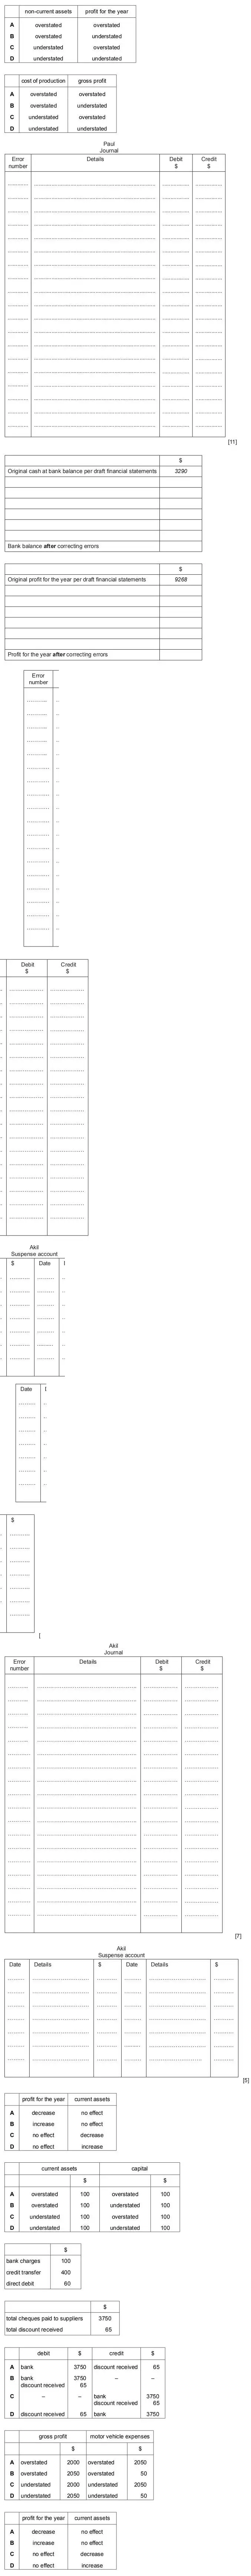 non-current assets profit for the year
A overstated overstated
B overstated understated
C understated overstated
D understated understated
cost of production gross profit
A overstated overstated
B overstated understated
C understated overstated
D understated understated
Paul
Journal
Error number Details Debit $ Credit $
[11]
$
Original cash at bank balance per draft financial statements 3290
Bank balance after correcting errors
$
Original profit for the year per draft financial statements 9268
Profit for the year after correcting errors
Error
number
Debit Credit
$ $
Akil
Suspense account
$ Date
Date
$
[
Akil
Journal
Error number Details Debit $ Credit $
[7]
Akil
Suspense account
Date Details $ Date Details $
[5]
profit for the year current assets
A decrease no effect
B increase no effect
C no effect decrease
D no effect increase
current assets capital
$ $
A overstated 100 overstated 100
B overstated 100 understated 100
C understated 100 overstated 100
D understated 100 understated 100
$
bank charges 100
credit transfer 400
direct debit 60
$
total cheques paid to suppliers 3750
total discount received 65
debit $ credit $
A bank 3750 discount received 65
B bank 3750 – –
discount received 65
C – – bank 3750
discount received 65
D discount received 65 bank 3750
gross profit motor vehicle expenses
$ $
A overstated 2000 overstated 2050
B overstated 2050 overstated 50
C understated 2000 understated 2050
D understated 2050 understated 50
profit for the year current assets
A decrease no effect
B increase no effect
C no effect decrease
D no effect increase